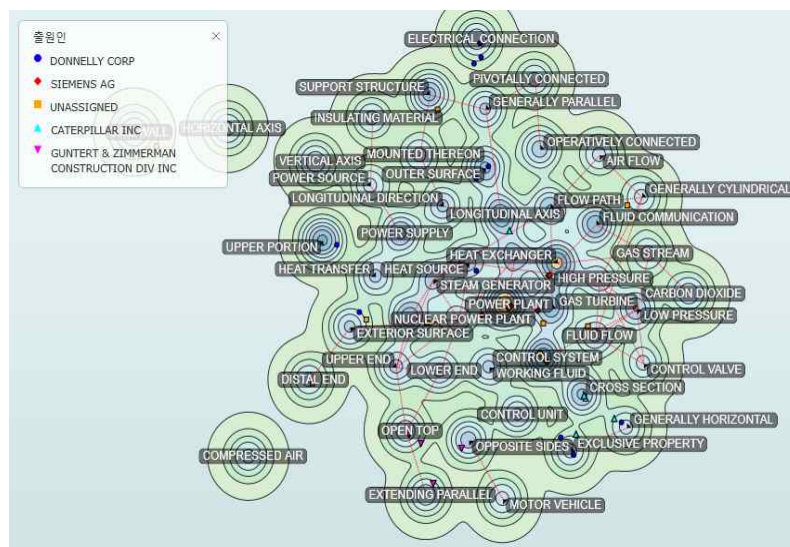 출원인
DONNELLY CORP
SIEMENS AG
UNASSIGNED
CATERPILLAR INC
GUNTERT & ZIMMERMAN
CONSTRUCTION DIV INC
ELECTRICAL CONNECTION
PIVOTALLY CONNECTED
SUPPORT STRUCTURE
GENERALLY PARALLEL
INSULATING MATERIAL
HORIZONTAL AXIS
OPERATIVELY CONNECTED
MOUNTED THEREON
VERTICAL AXIS
AIR FLOW
POWER SOURCE
OUTER SURFACE
GENERALLY CYLINDRICAL
LONGITUDINAL DIRECTION
FLOW PATH
LONGITUDINAL AXIS
FLUID COMMUNICATION
POWER SUPPLY
UPPER PORTION
HEAT EXCHANGER
GAS STREAM
HEAT TRANSFER
HEAT SOURCE
HIGH PRESSURE
STEAM GENERATOR
CARBON DIOXIDE
POWER PLANT
GAS TURBINE
LOW PRESSURE
NUCLEAR POWER PLANT
EXTERIOR SURFACE
FLUID FLOW
UPPER END
CONTROL SYSTEM
LOWER END
WORKING FLUID
CONTROL VALVE
DISTAL END
CROSS SECTION
CONTROL UNIT
GENERALLY HORIZONTAL
OPEN TOP
OPPOSITE SIDES
EXCLUSIVE PROPERTY
COMPRESSED AIR
EXTENDING PARALLEL
MOTOR VEHICLE